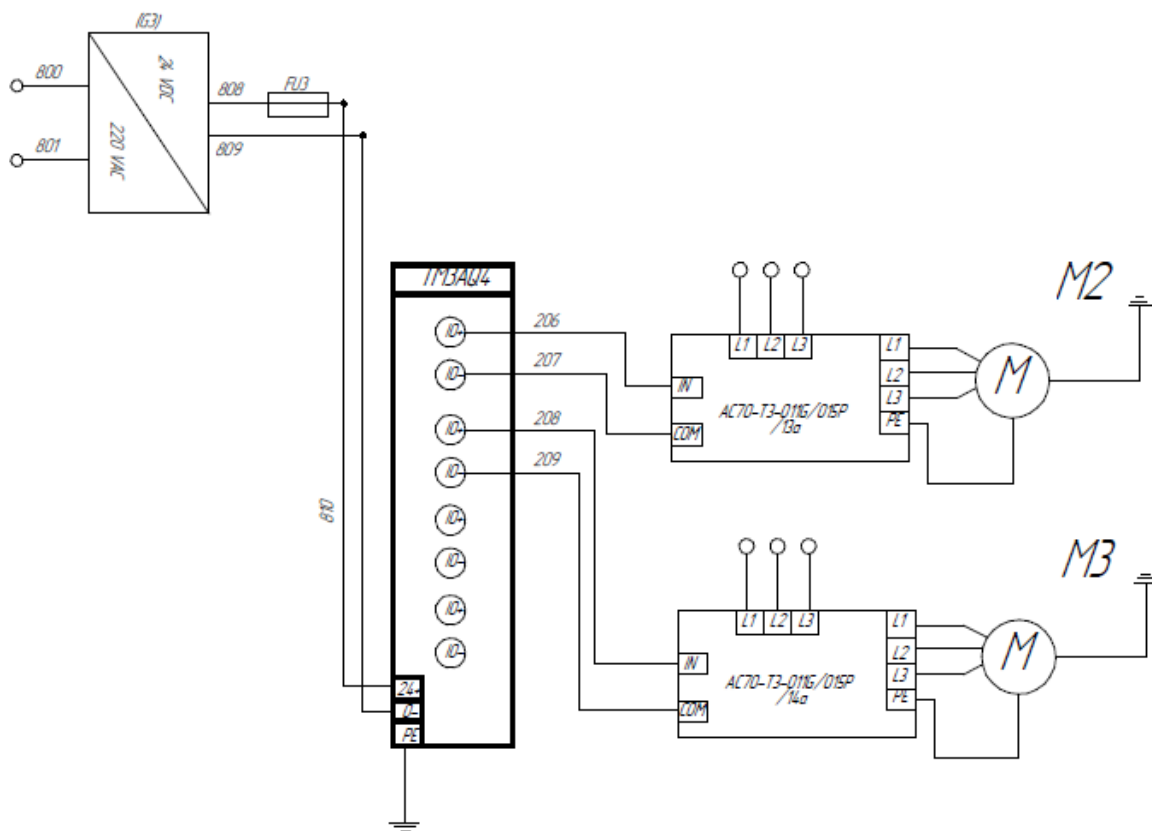 (G3)
800
801
24 VDC
220 VAC
808
809
FU3
810
TM3AQ4
IO+
IO-
IO+
IO-
IO+
IO-
IO+
IO-
24+
0-
PE
206
207
208
209
L1 L2 L3
IN
COM
AC70-T3-011G/015P
/13a
L1
L2
L3
PE
M
M2
L1 L2 L3
IN
COM
AC70-T3-011G/015P
/14a
L1
L2
L3
PE
M
M3